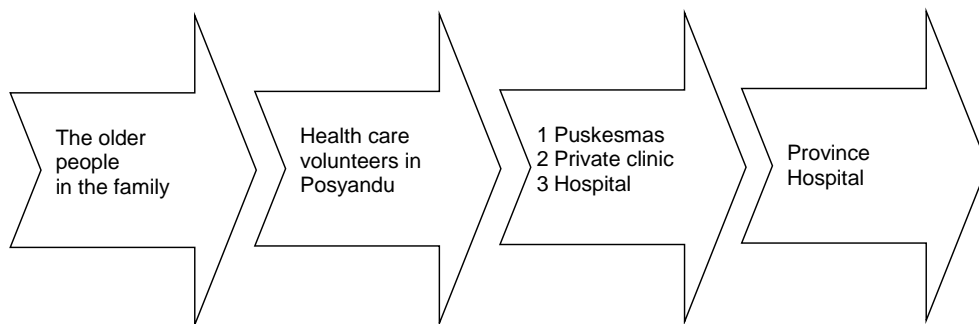 The older
people
in the family
Health care
volunteers in
Posyandu
1 Puskesmas
2 Private clinic
3 Hospital
Province
Hospital